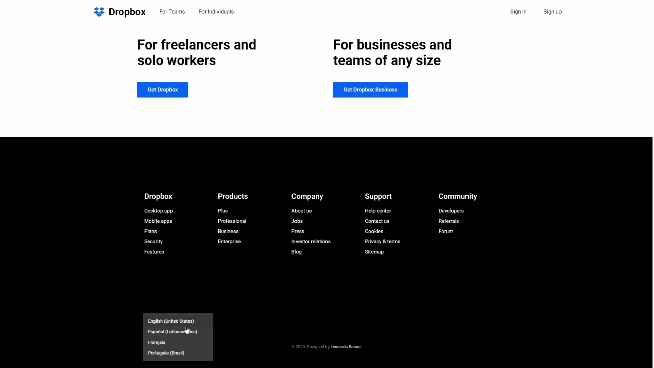 Dropbox
For Teams
For Individuals
Sign in
Sign up
For freelancers and
solo workers
Get Dropbox
For businesses and
teams of any size
Get Dropbox Business
Dropbox
Desktop app
Mobile apps
Plans
Security
Features
Products
Plus
Professional
Business
Enterprise
Company
About us
Jobs
Press
Investor relations
Blog
Support
Help center
Contact us
Cookies
Privacy & terms
Sitemap
Community
Developers
Referrals
Forum
English (United States)
Español
Français
Português (Brasil)
Designed by